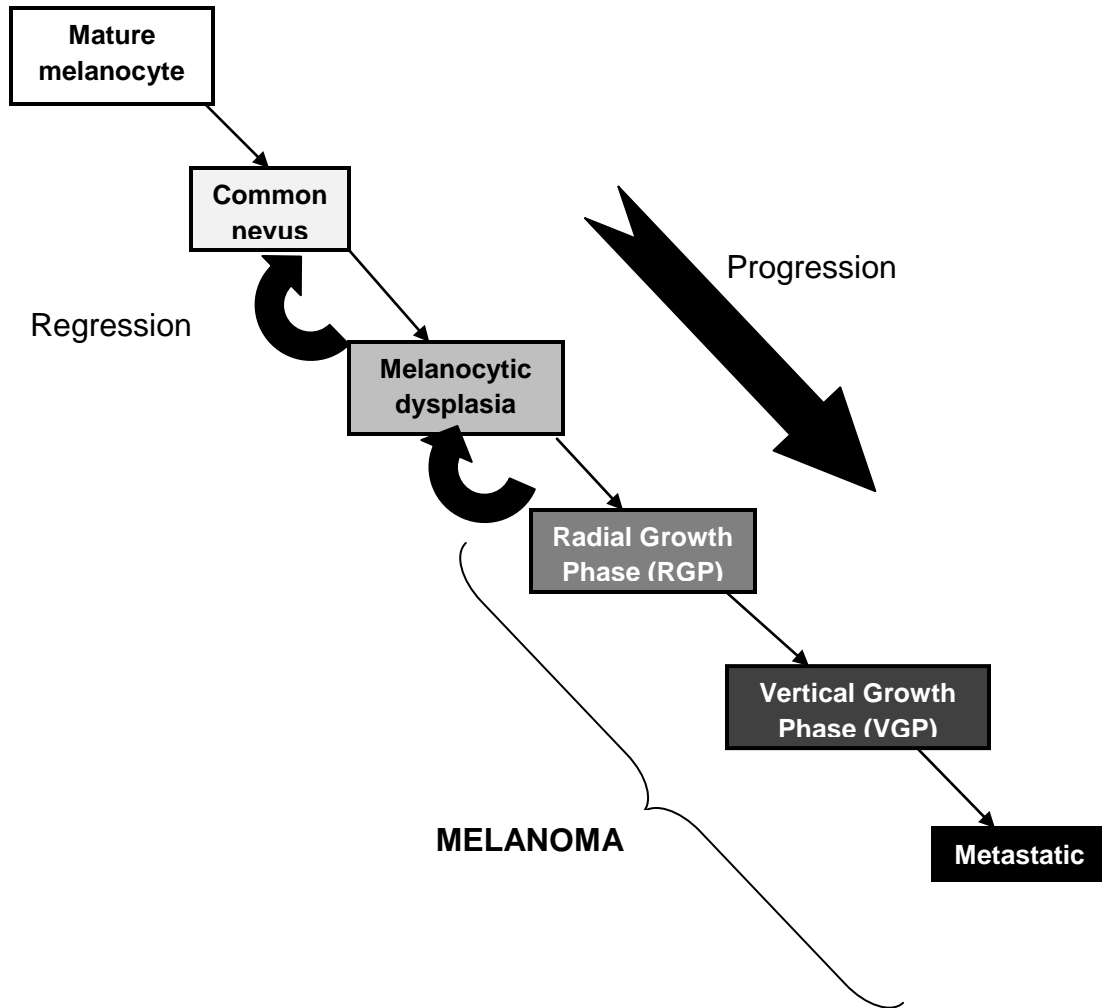 Mature
melanocyte
Common
nevus
Progression
Regression
Melanocytic
dysplasia
Radial Growth
Phase (RGP)
Vertical Growth
Phase (VGP)
MELANOMA
Metastatic